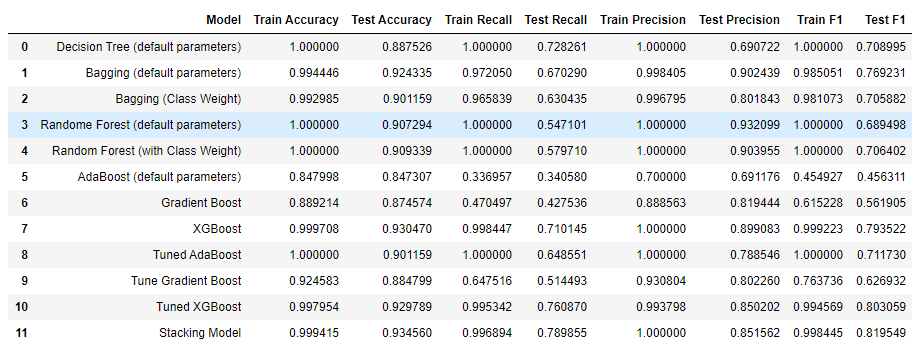 Model Train Accuracy Test Accuracy Train Recall Test Recall Train Precision Test Precision Train F1 Test F1
0 Decision Tree (default parameters) 1.000000 0.887526 1.000000 0.728261 1.000000 0.690722 1.000000 0.708995
1 Bagging (default parameters) 0.994446 0.924335 0.972050 0.670290 0.998405 0.902439 0.985051 0.769231
2 Bagging (Class Weight) 0.992985 0.901159 0.965839 0.630435 0.996795 0.801843 0.981073 0.705882
3 Randome Forest (default parameters) 1.000000 0.907294 1.000000 0.547101 1.000000 0.932099 1.000000 0.689498
4 Random Forest (with Class Weight) 1.000000 0.909339 1.000000 0.579710 1.000000 0.903955 1.000000 0.706402
5 AdaBoost (default parameters) 0.847998 0.847307 0.336957 0.340580 0.700000 0.691176 0.454927 0.456311
6 Gradient Boost 0.889214 0.874574 0.470497 0.427536 0.888563 0.819444 0.615228 0.561905
7 XGBoost 0.999708 0.930470 0.998447 0.710145 1.000000 0.899083 0.999223 0.793522
8 Tuned AdaBoost 1.000000 0.901159 1.000000 0.648551 1.000000 0.788546 1.000000 0.711730
9 Tune Gradient Boost 0.924583 0.884799 0.647516 0.514493 0.930804 0.802260 0.763736 0.626932
10 Tuned XGBoost 0.997954 0.929789 0.995342 0.760870 0.993798 0.850202 0.994569 0.803059
11 Stacking Model 0.999415 0.934560 0.996894 0.789855 1.000000 0.851562 0.998445 0.819549